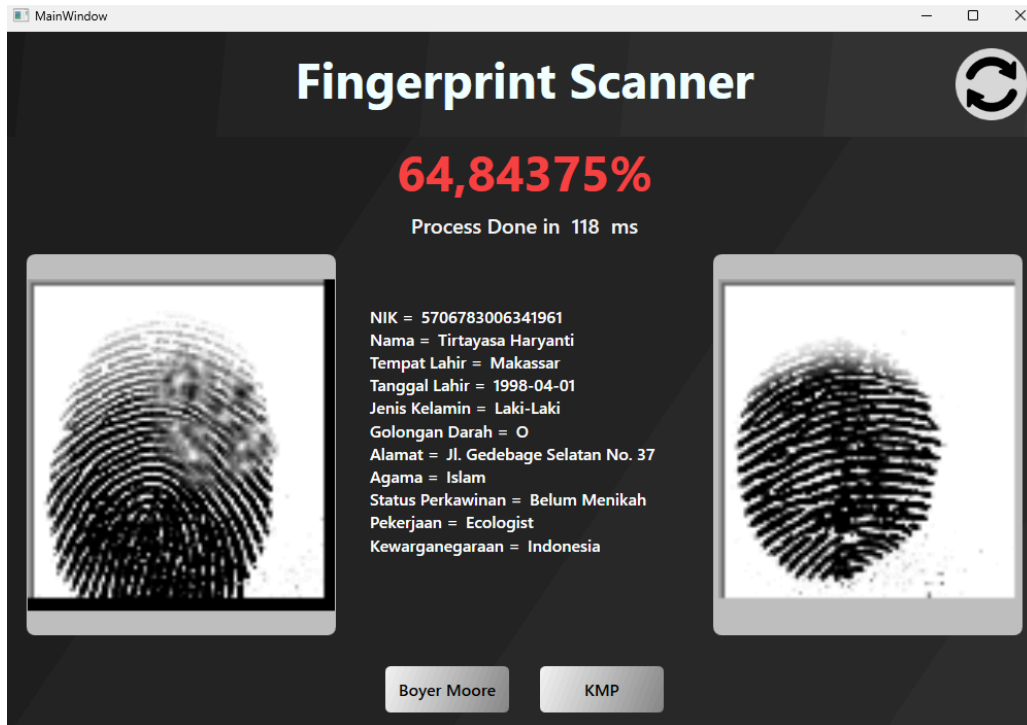 MainWindow
Fingerprint Scanner
64,84375%
Process Done in 118 ms
NIK = 5706783006341961
Nama = Tirtayasa Haryanti
Tempat Lahir = Makassar
Tanggal Lahir = 1998-04-01
Jenis Kelamin = Laki-Laki
Golongan Darah = O
Alamat = Jl. Gedebage Selatan No. 37
Agama = Islam
Status Perkawinan = Belum Menikah
Pekerjaan = Ecologist
Kewarganegaraan = Indonesia
Boyer Moore
KMP